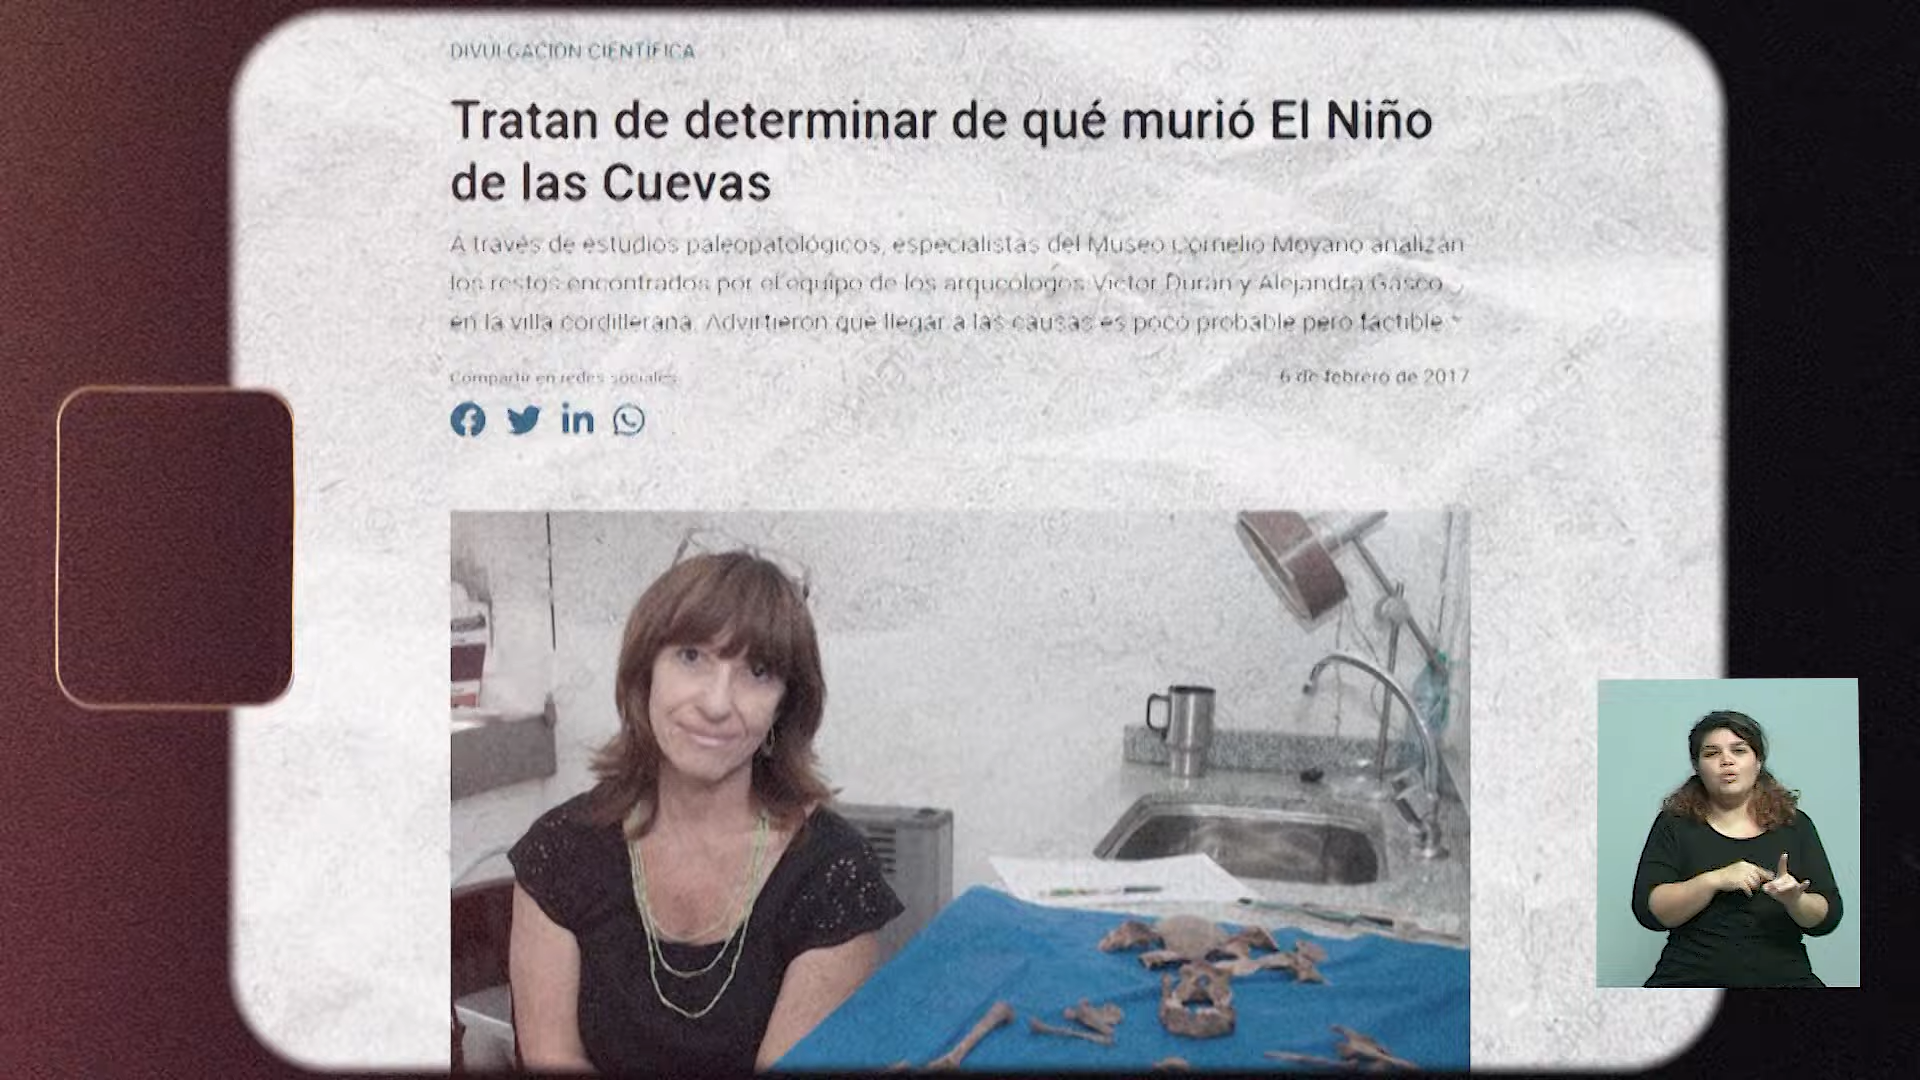 DIVULGACIÓN CIENTÍFICA
Tratan de determinar de qué murió El Niño
de las Cuevas
A través de estudios paleopatológicos, especialistas del Museo Cornelio Moyano analizan
los restos encontrados por el equipo de los arqueólogos Víctor Durán y Alejandra Gasco
en la villa cordillerana. Advirtieron que llegar a las causas es poco probable pero factible
Compartir en redes sociales
6 de febrero de 2017